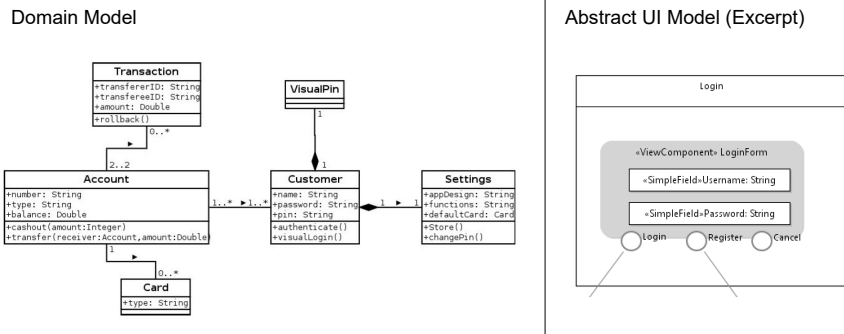 Domain Model
Transaction
+transfererID: String
+transfereeID: String
+amount: Double
+rollback()
0..*
2..2
Account
+number: String
+type: String
+balance: Double
+cashout(amount:Integer)
+transfer(receiver:Account,amount:Double)
1
0..*
Card
+type: String
1..*
1..*
VisualPin
1
1
Customer
+name: String
+password: String
+pin: String
+authenticate()
+visualLogin()
1
1
Settings
+appDesign: String
+functions: String
+defaultCard: Card
+Store()
+changePin()
Abstract UI Model (Excerpt)
Login
«ViewComponent» LoginForm
«SimpleField»Username: String
«SimpleField»Password: String
Login
Register
Cancel